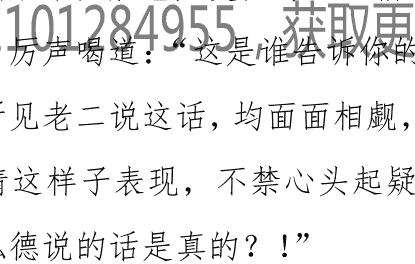 1101284955，获取更
厉声喝道：“这是谁告诉你的
见老二说这话，均面面相觑，
这样子表现，不禁心头起疑
德说的话是真的？！”